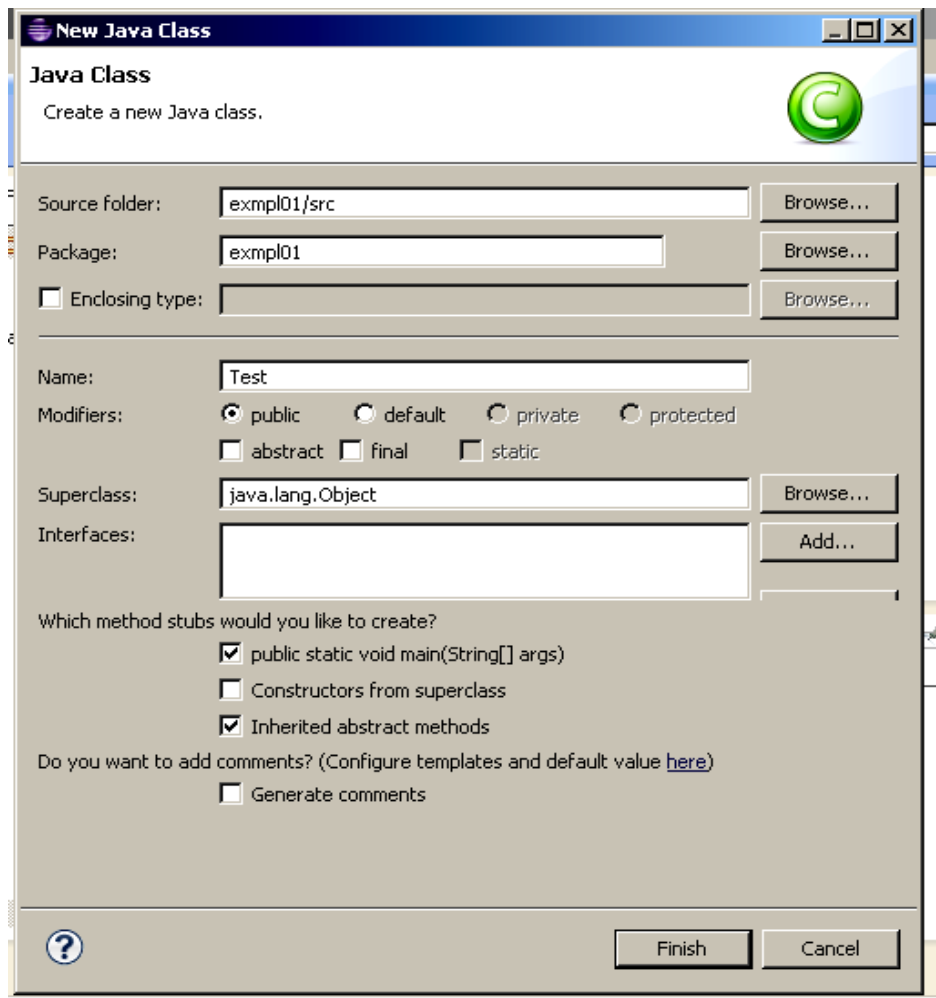 New Java Class
Java Class
Create a new Java class.
Source folder: exmpl01/src Browse...
Package: exmpl01 Browse...
Enclosing type: Browse...
Name: Test
Modifiers: public default private protected
abstract final static
Superclass: java.lang.Object Browse...
Interfaces: Add...
Which method stubs would you like to create?
public static void main(String[] args)
Constructors from superclass
Inherited abstract methods
Do you want to add comments? (Configure templates and default value here)
Generate comments
? Finish Cancel